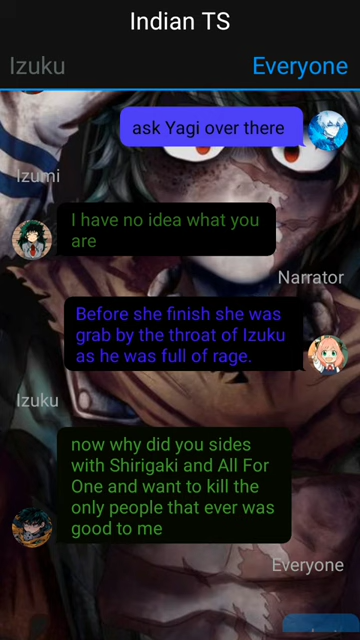 Indian TS
Izuku
Everyone
ask Yagi over there
Izumi
I have no idea what you
are
Narrator
Before she finish she was
grab by the throat of Izuku
as he was full of rage.
Izuku
now why did you sides
with Shirigaki and All For
One and want to kill the
only people that ever was
good to me
Everyone